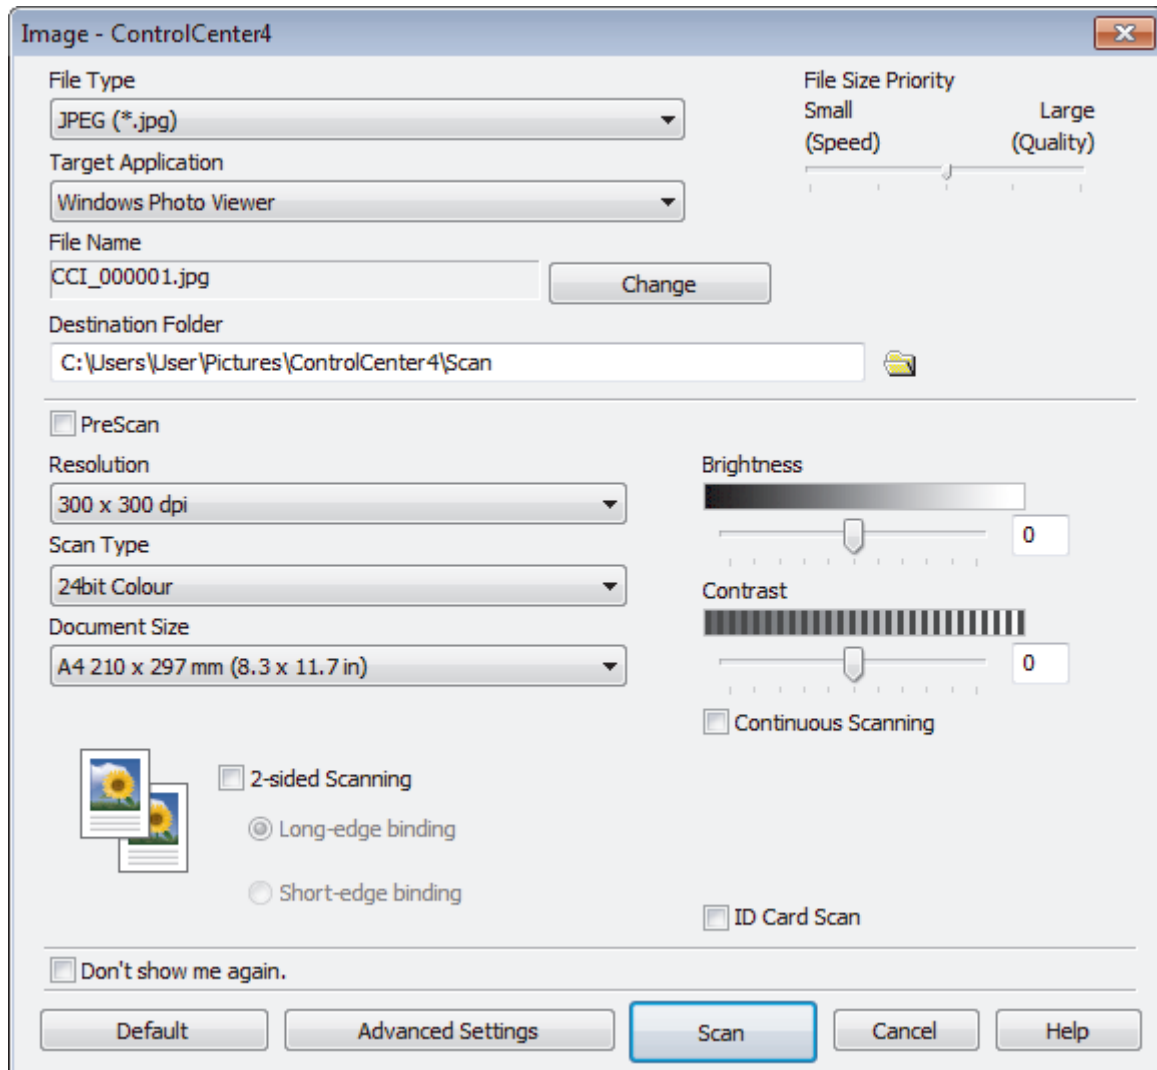 Image - ControlCenter4
File Type
JPEG (*.jpg)
Target Application
Windows Photo Viewer
File Name
CCI_000001.jpg
Change
Destination Folder
C:\Users\User\Pictures\ControlCenter4\Scan
File Size Priority
Small Large
(Speed) (Quality)
PreScan
Resolution
300 x 300 dpi
Scan Type
24bit Colour
Document Size
A4 210 x 297 mm (8.3 x 11.7 in)
Brightness
0
Contrast
0
Continuous Scanning
2-sided Scanning
Long-edge binding
Short-edge binding
ID Card Scan
Don't show me again.
Default Advanced Settings Scan Cancel Help